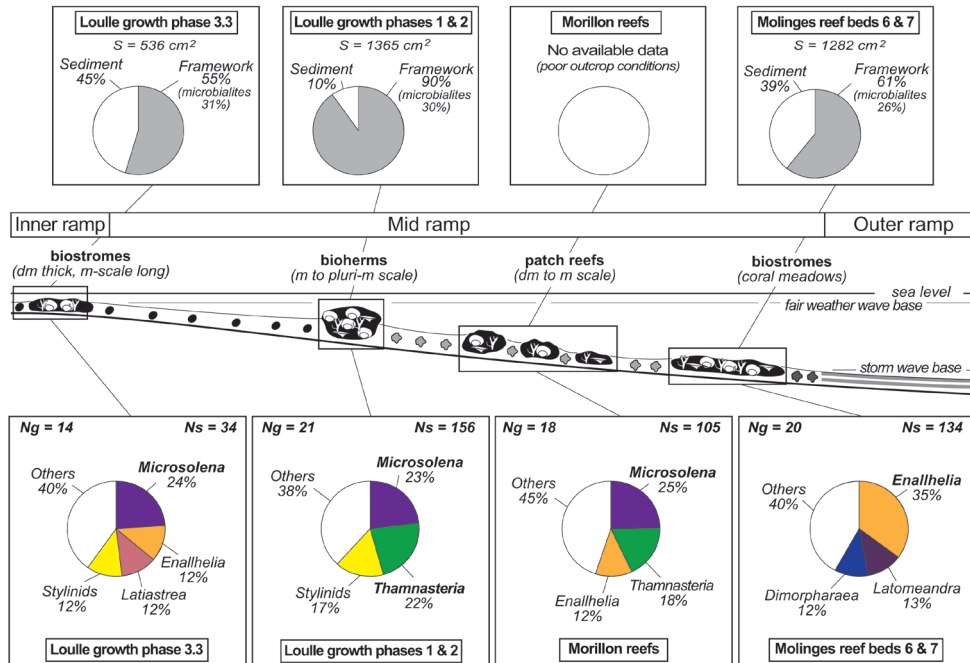 Loulle growth phase 3.3
S = 536 cm²
Sediment
45%
Framework
55%
(microbialites
31%)
Loulle growth phases 1 & 2
S = 1365 cm²
Sediment
10%
Framework
90%
(microbialites
30%)
Morillon reefs
No available data
(poor outcrop conditions)
Molinges reef beds 6 & 7
S = 1282 cm²
Sediment
39%
Framework
61%
(microbialites
26%)
Inner ramp
Mid ramp
Outer ramp
biostromes
(dm thick, m-scale long)
bioherms
(m to pluri-m scale)
patch reefs
(dm to m scale)
biostromes
(coral meadows)
sea level
fair weather wave base
storm wave base
Ng = 14
Ns = 34
Others
40%
Microsolena
24%
Enallhelia
12%
Latiastrea
12%
Stylinids
12%
Loulle growth phase 3.3
Ng = 21
Ns = 156
Others
38%
Microsolena
23%
Thamnasteria
22%
Stylinids
17%
Loulle growth phases 1 & 2
Ng = 18
Ns = 105
Others
45%
Microsolena
25%
Thamnasteria
18%
Enallhelia
12%
Morillon reefs
Ng = 20
Ns = 134
Others
40%
Enallhelia
35%
Latomeandra
13%
Dimorpharaea
12%
Molinges reef beds 6 & 7